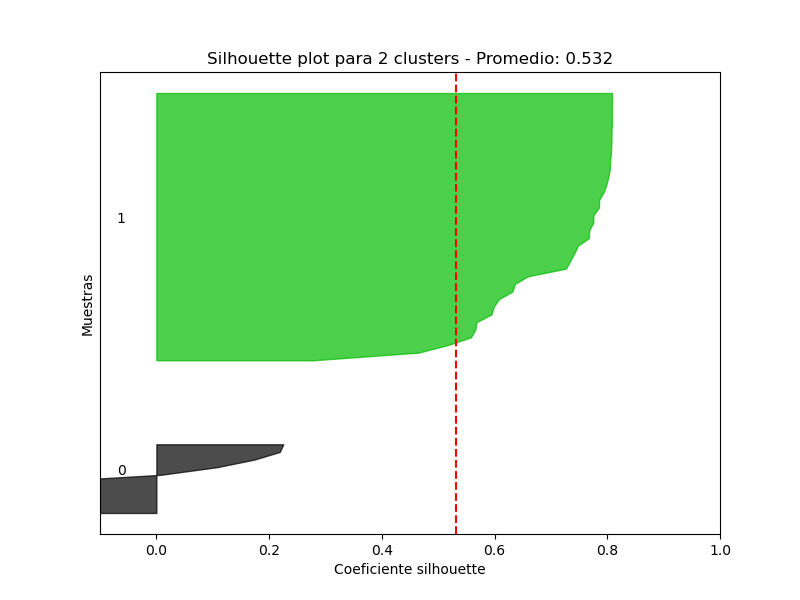 Silhouette plot para 2 clusters - Promedio: 0.532
Muestras
1
0
0.0 0.2 0.4 0.6 0.8 1.0
Coeficiente silhouette